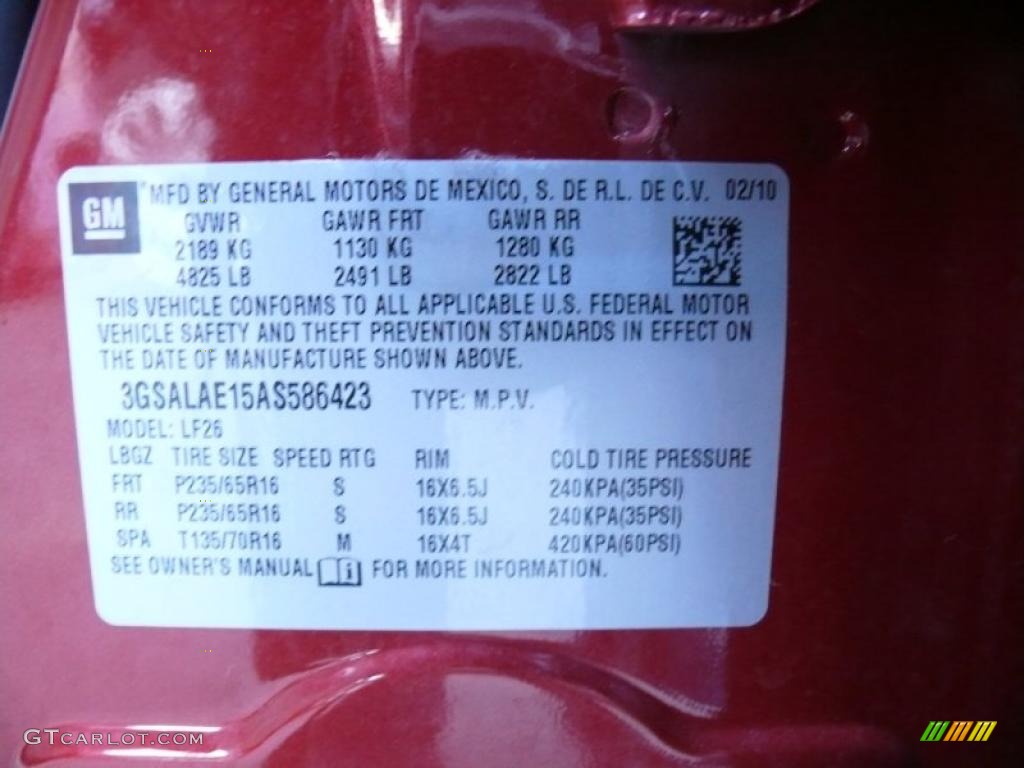 GM
MFD BY GENERAL MOTORS DE MEXICO, S. DE R.L. DE C.V. 02/10
GVWR GAWR FRT GAWR RR
2189 KG 1130 KG 1280 KG
4825 LB 2491 LB 2822 LB
THIS VEHICLE CONFORMS TO ALL APPLICABLE U.S. FEDERAL MOTOR
VEHICLE SAFETY AND THEFT PREVENTION STANDARDS IN EFFECT ON
THE DATE OF MANUFACTURE SHOWN ABOVE.
3GSALAE15AS586423 TYPE: M.P.V.
MODEL: LF26
LBGZ TIRE SIZE SPEED RTG RIM COLD TIRE PRESSURE
FRT P235/65R16 S 16X6.5J 240KPA(35PSI)
RR P235/65R16 S 16X6.5J 240KPA(35PSI)
SPA T135/70R16 M 16X4T 420KPA(60PSI)
SEE OWNER'S MANUAL i FOR MORE INFORMATION.
GTCARLOT.COM